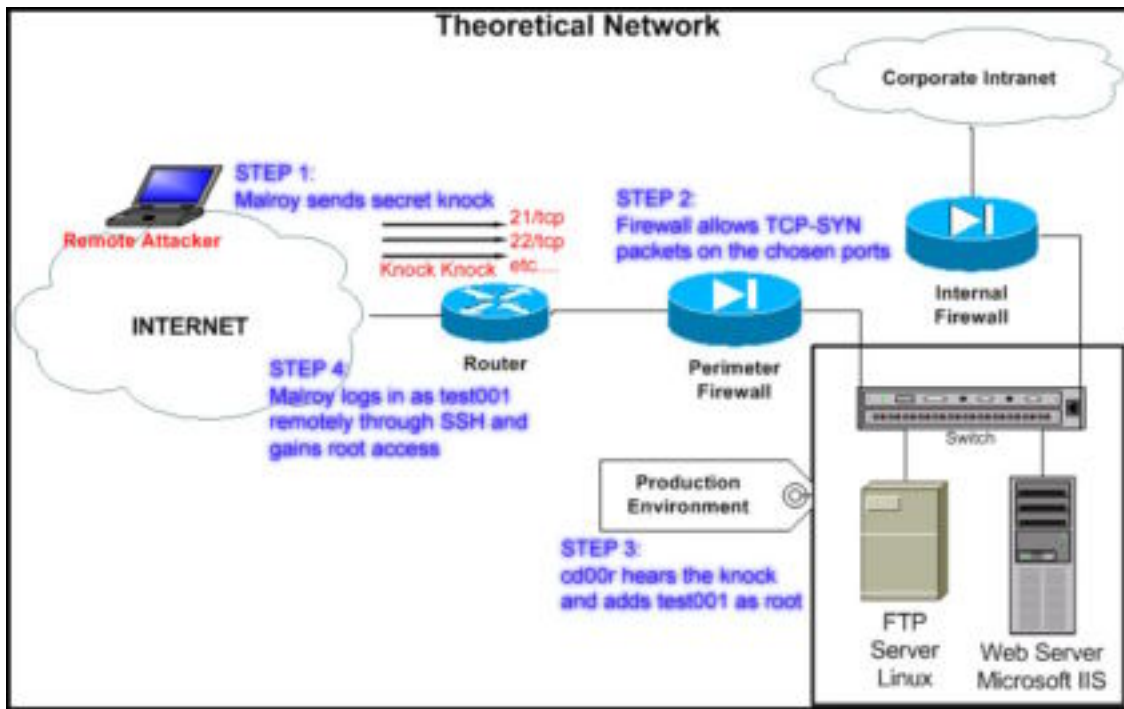 Theoretical Network
Corporate Intranet
STEP 1:
Malroy sends secret knock
21/tcp
22/tcp
etc....
Knock Knock
Remote Attacker
STEP 2:
Firewall allows TCP-SYN
packets on the chosen ports
Internal
Firewall
INTERNET
Router
Perimeter
Firewall
STEP 4:
Malroy logs in as test001
remotely through SSH and
gains root access
Switch
Production
Environment
STEP 3:
cd00r hears the knock
and adds test001 as root
FTP
Server
Linux
Web Server
Microsoft IIS